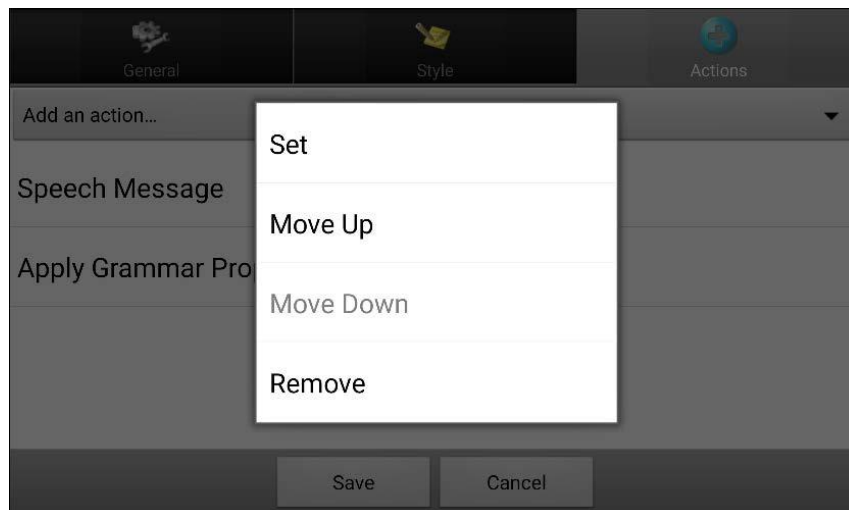 General
Style
Actions
Add an action...
Set
Speech Message
Move Up
Apply Grammar Pro
Move Down
Remove
Save
Cancel